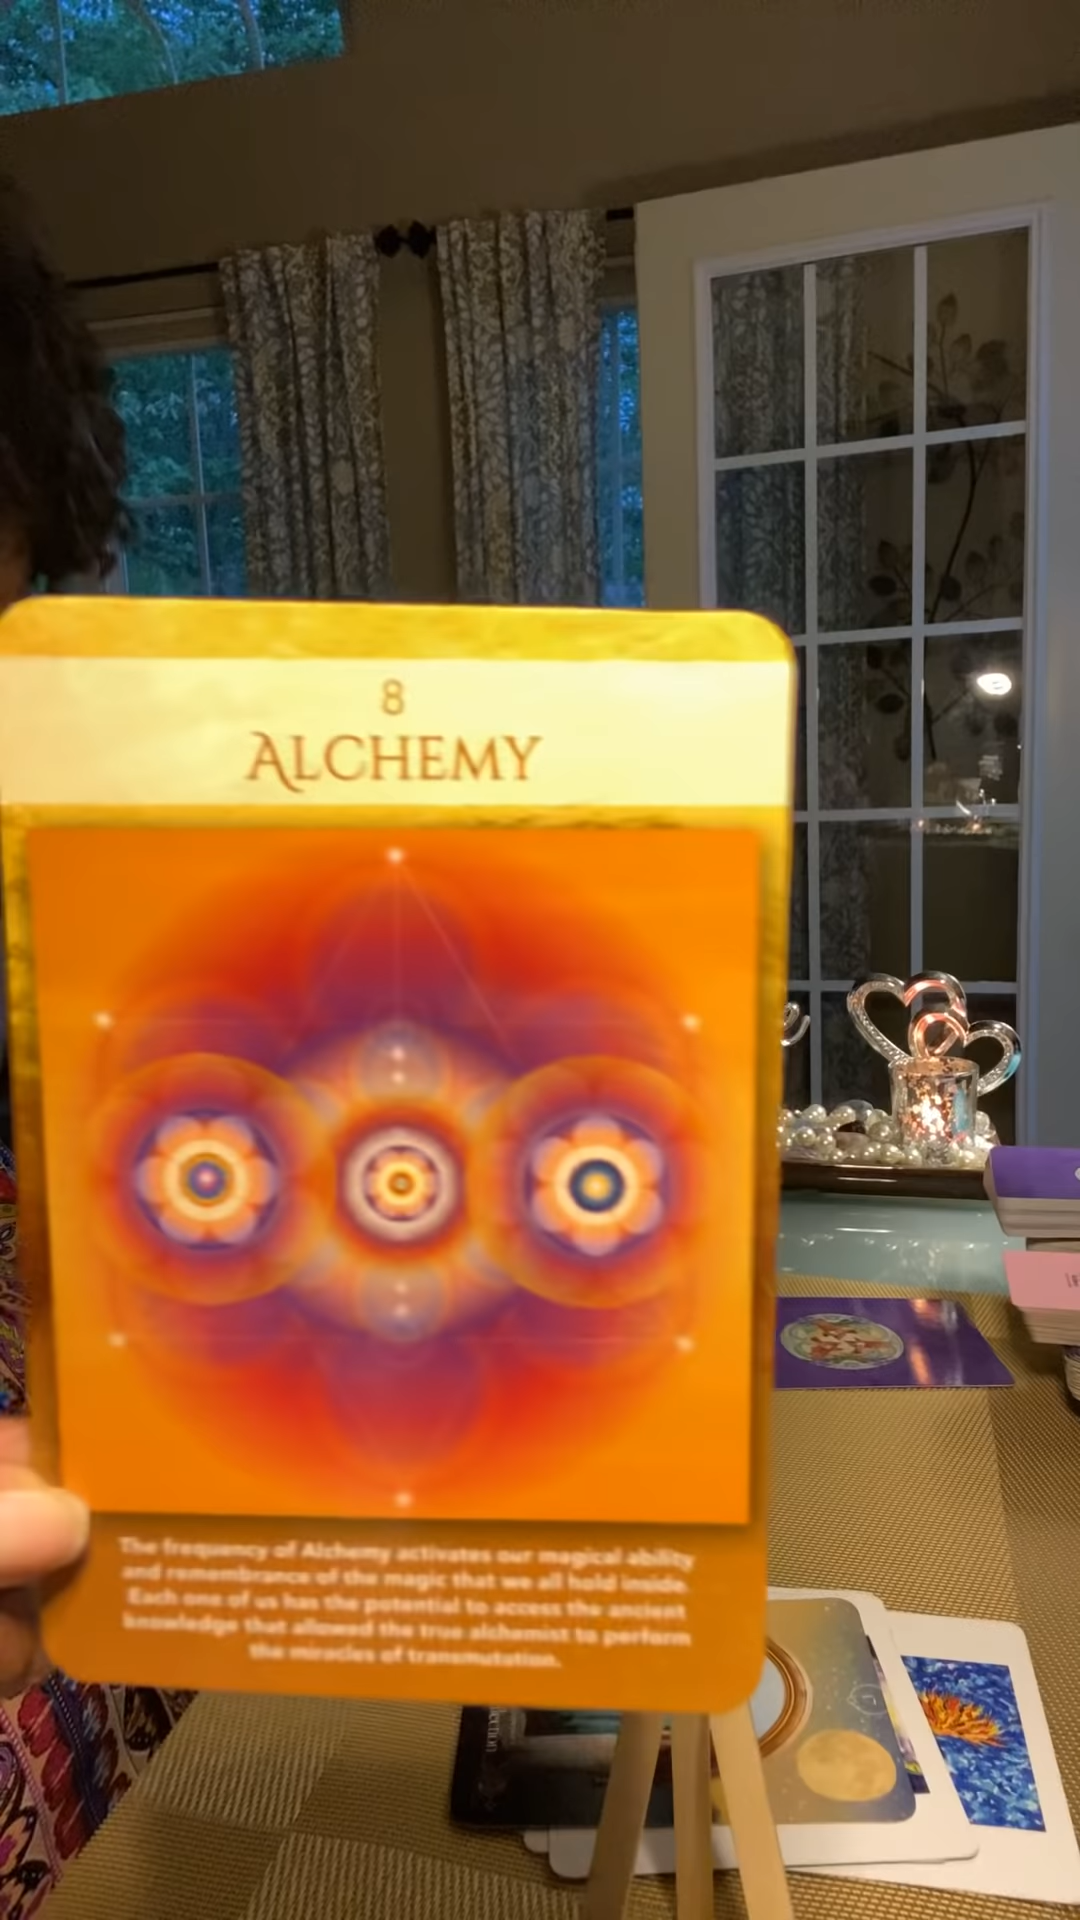 8
ALCHEMY
The frequency of Alchemy activates our magical ability
and remembrance of the magic that we all hold inside.
Each one of us has the potential to access the ancient
knowledge that allowed the true alchemist to perform
the miracles of transmutation.